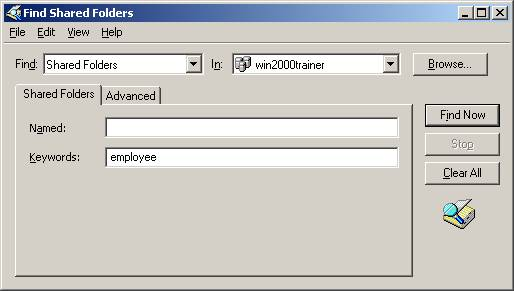 Find Shared Folders
File Edit View Help
Find: Shared Folders In: win2000trainer Browse...
Shared Folders Advanced
Named:
Keywords: employee
Find Now
Stop
Clear All